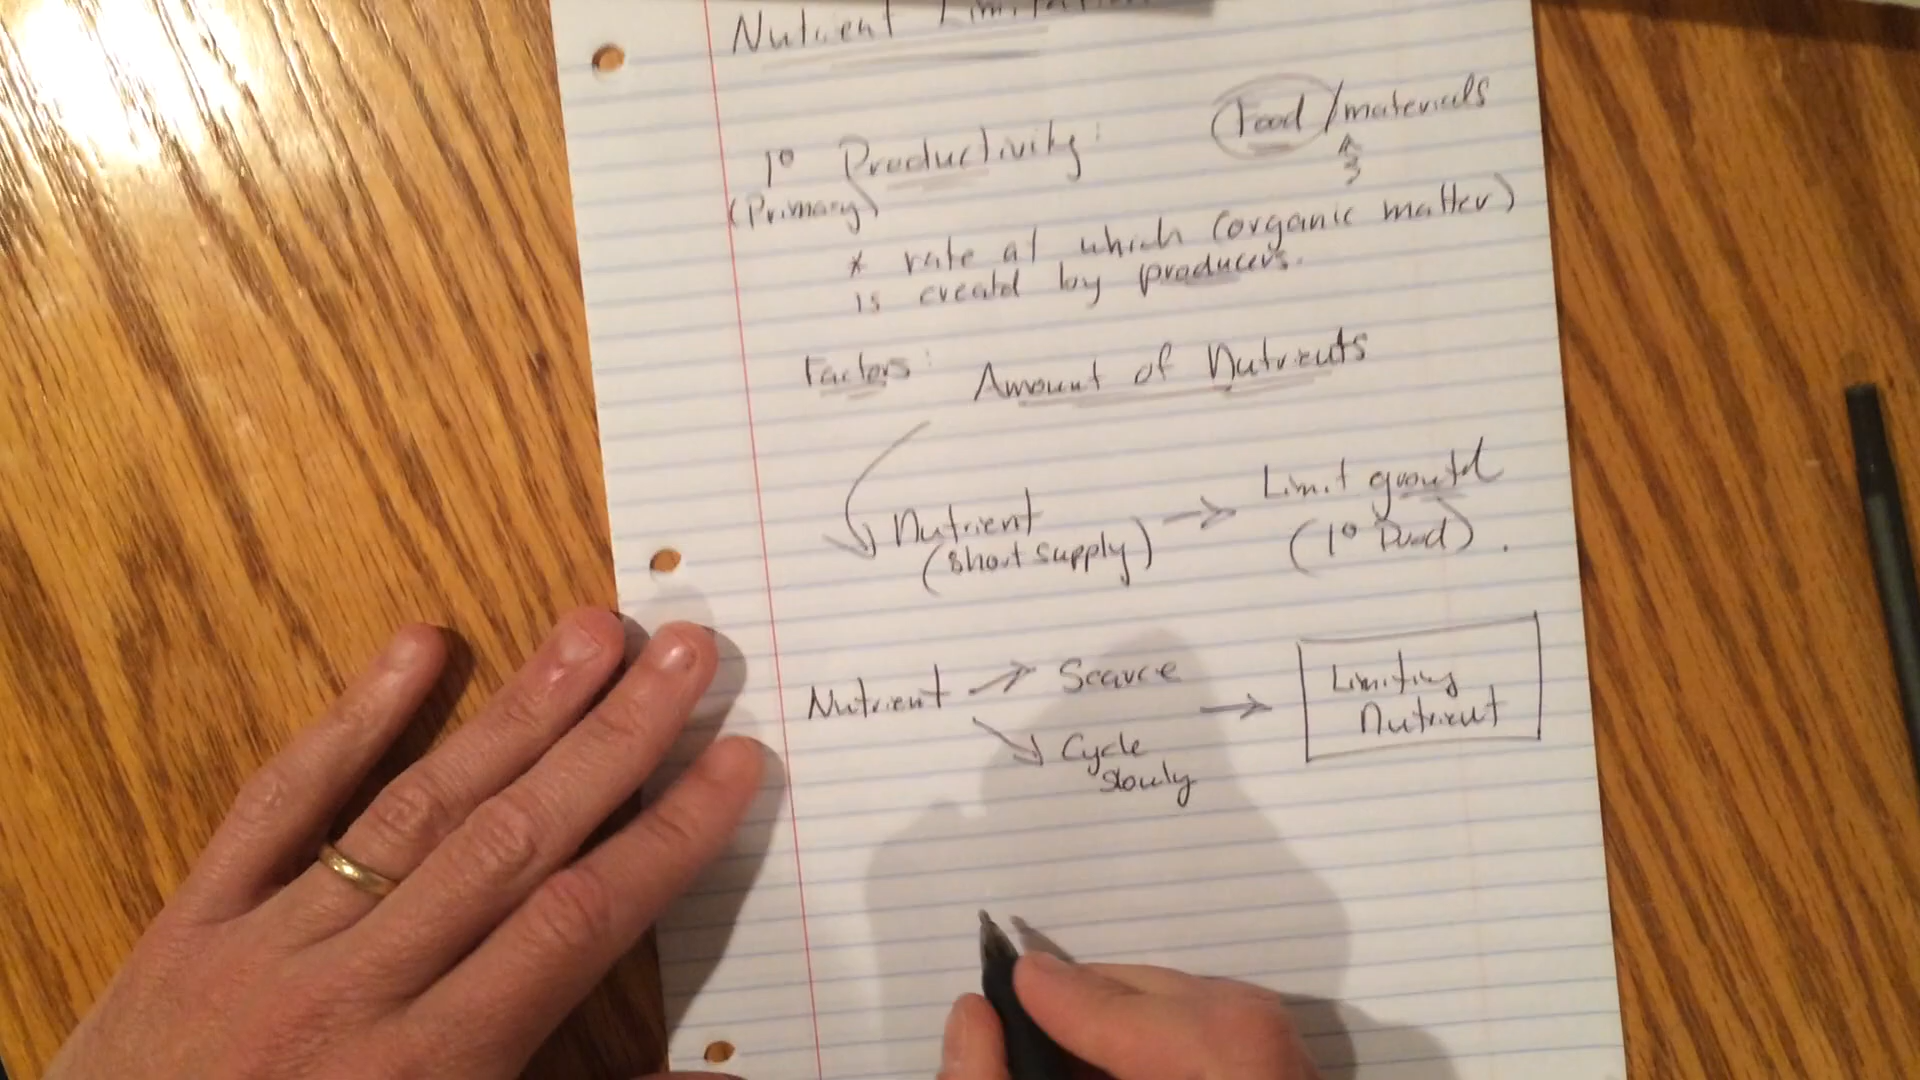 Nutrient Limitation
1° Productivity:
(Primary)
Food/materials
* rate at which (organic matter)
is created by producers.
Factors: Amount of Nutrients
Nutrient → Limit growth
(short supply) (1° Prod).
Nutrient → Scarce → Limiting
Nutrient
Cycle
slowly